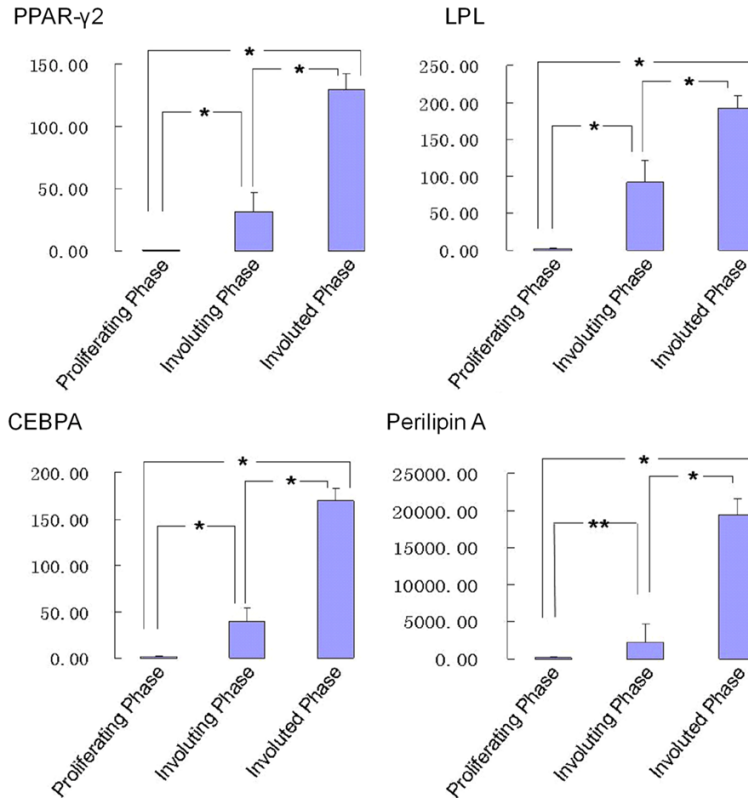 PPAR-γ2
*
150.00
*
100.00
*
50.00
0.00
Proliferating Phase
Involuting Phase
Involuted Phase
LPL
*
250.00
*
200.00
150.00
*
100.00
50.00
0.00
Proliferating Phase
Involuting Phase
Involuted Phase
CEBPA
*
200.00
*
150.00
*
100.00
50.00
0.00
Proliferating Phase
Involuting Phase
Involuted Phase
Perilipin A
*
25000.00
*
20000.00
**
15000.00
10000.00
5000.00
0.00
Proliferating Phase
Involuting Phase
Involuted Phase